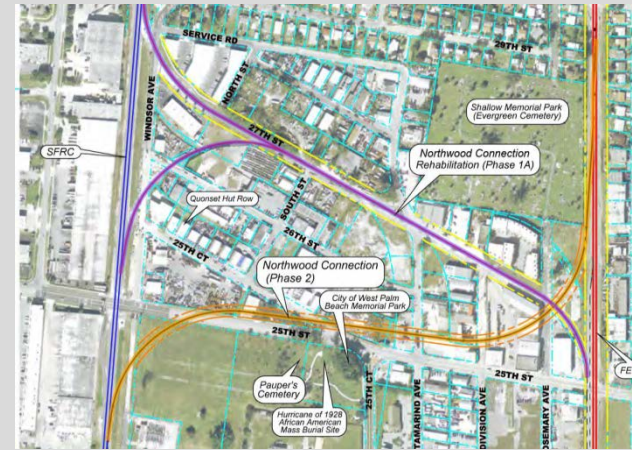 SERVICE RD
29TH ST
NORTH ST
WINDSOR AVE
Shallow Memorial Park
(Evergreen Cemetery)
SFRC
27TH ST
Northwood Connection
Rehabilitation (Phase 1A)
Quonset Hut Row
SOUTH ST
26TH ST
25TH CT
Northwood Connection
(Phase 2)
City of West Palm
Beach Memorial Park
25TH ST
FE
Pauper's
Cemetery
25TH ST
Hurricane of 1928
African American
Mass Burial Site
25TH CT
TAMARIND AVE
DIVISION AVE
OSEMARY AVE